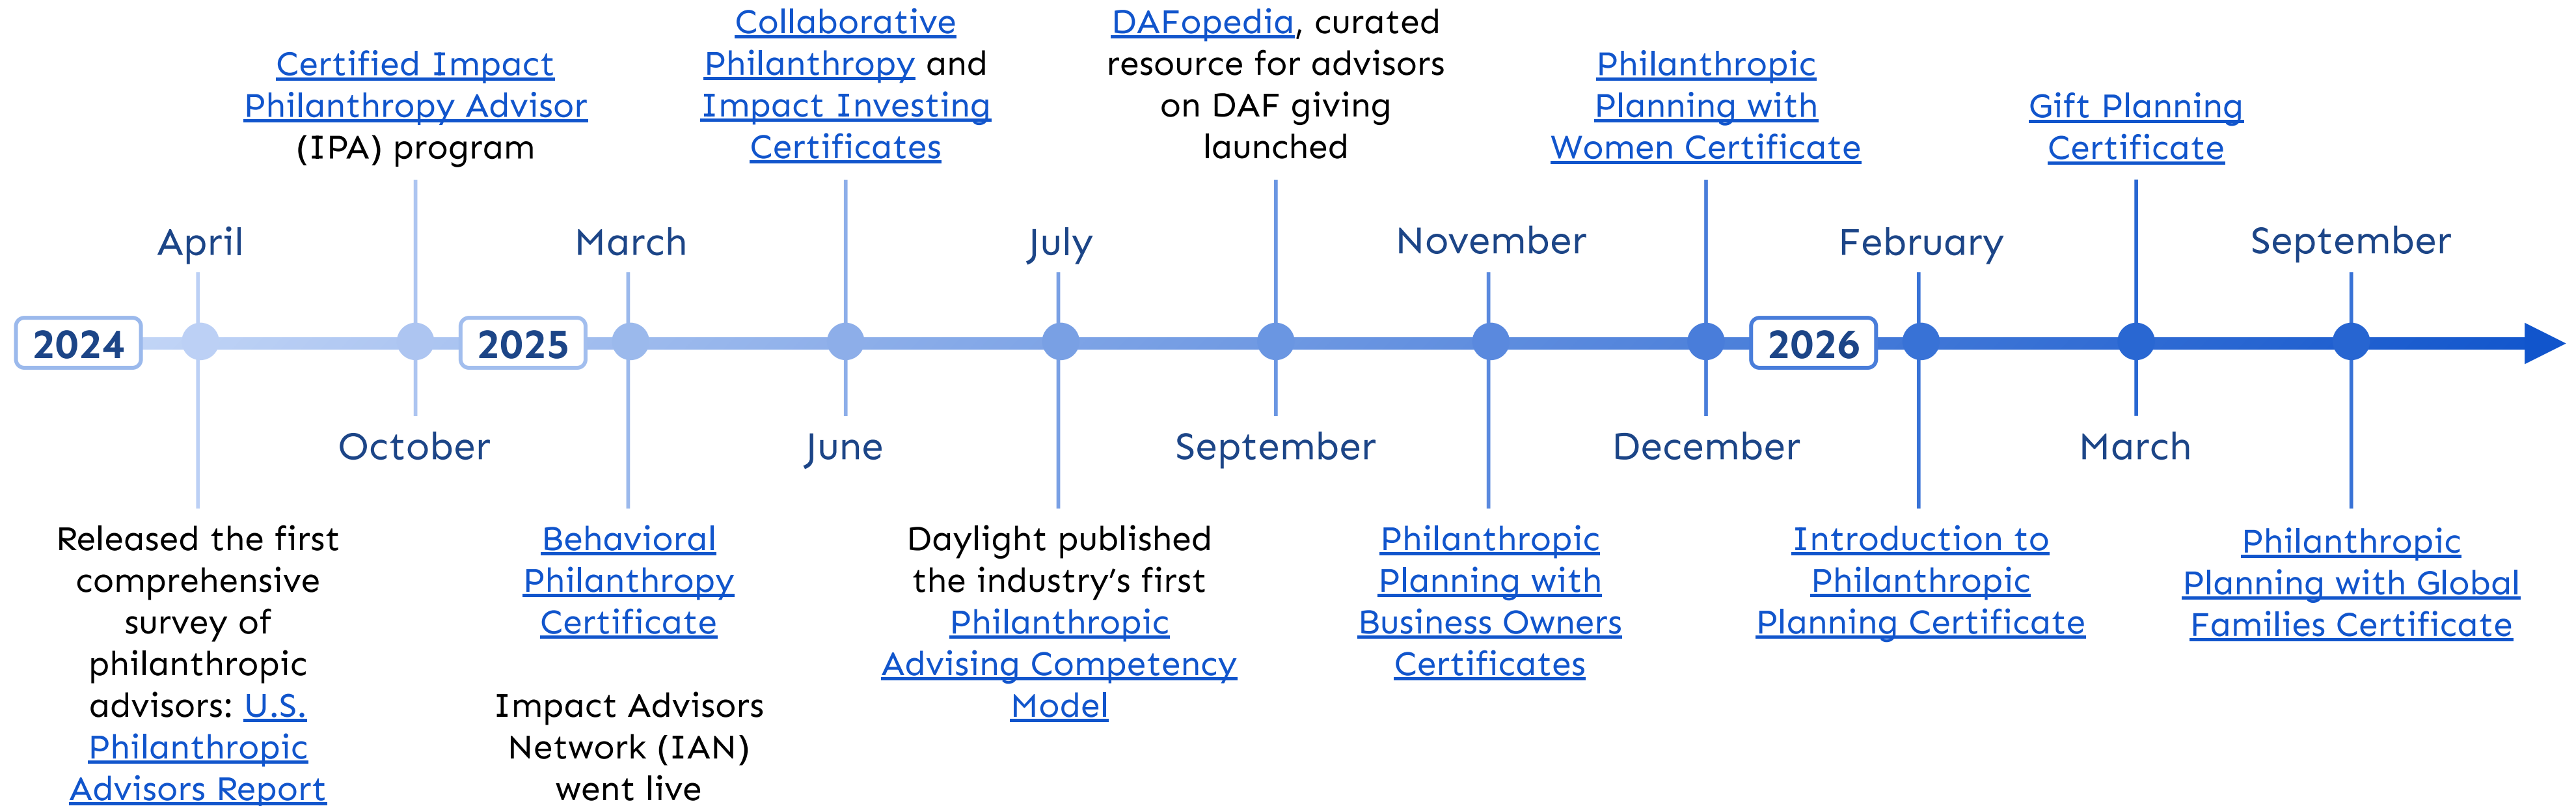 2024
April
Released the first
comprehensive
survey of
philanthropic
advisors: U.S.
Philanthropic
Advisors Report
Certified Impact
Philanthropy Advisor
(IPA) program
October
2025
March
Behavioral
Philanthropy
Certificate
Impact Advisors
Network (IAN)
went live
Collaborative
Philanthropy and
Impact Investing
Certificates
June
July
Daylight published
the industry’s first
Philanthropic
Advising Competency
Model
DAFopedia, curated
resource for advisors
on DAF giving
launched
September
November
Philanthropic
Planning with
Business Owners
Certificates
Philanthropic
Planning with
Women Certificate
December
2026
February
Introduction to
Philanthropic
Planning Certificate
Gift Planning
Certificate
March
September
Philanthropic
Planning with Global
Families Certificate